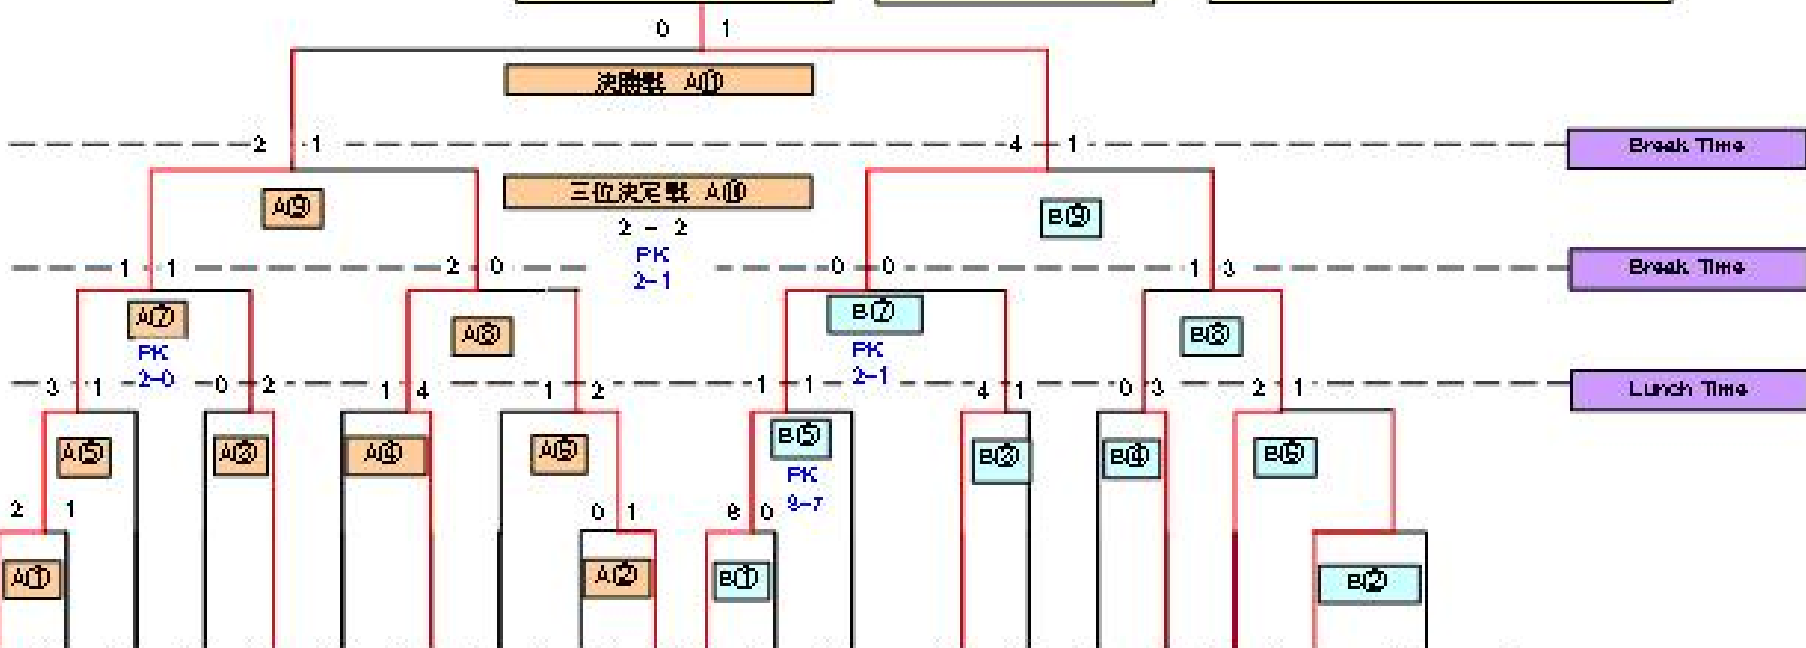 0 1
決勝戦 A⑪
2 1 4 1 Break Time
三位決定戦 A⑩
A⑨ B⑨
2 - 2
PK
2-1
1 1 2 0 0 0 1 3 Break Time
A⑦ A⑧ B⑦ B⑧
PK PK
2-0 2-1
3 1 0 2 1 4 1 2 1 1 4 1 0 3 2 1 Lunch Time
A⑤ A③ A④ A⑥ B⑤ B③ B④ B⑥
PK
8-7
2 1 0 1 8 0
A① A② B① B②